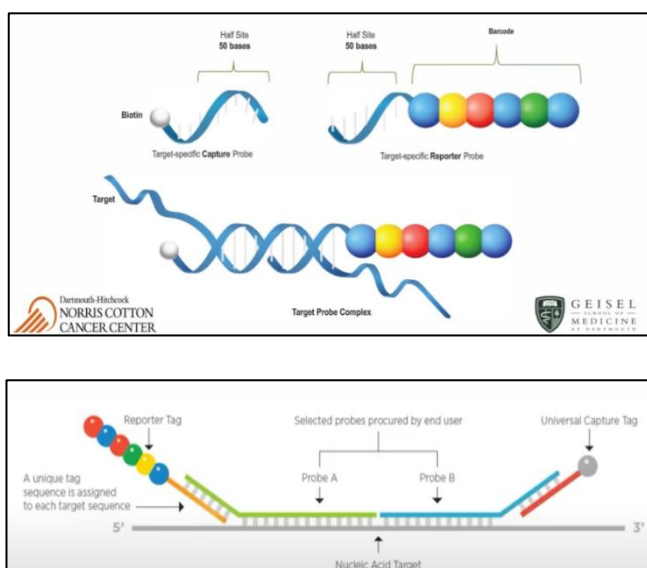 Half Site
50 bases
Half Site
50 bases
Barcode
Biotin
Target-specific Capture Probe
Target-specific Reporter Probe
Target
Target Probe Complex
Dartmouth-Hitchcock
NORRIS COTTON
CANCER CENTER
GEISEL
SCHOOL OF
MEDICINE
AT DARTMOUTH
Reporter Tag
Selected probes procured by end user
Universal Capture Tag
A unique tag
sequence is assigned
to each target sequence
Probe A
Probe B
5'
3'
Nucleic Acid Target